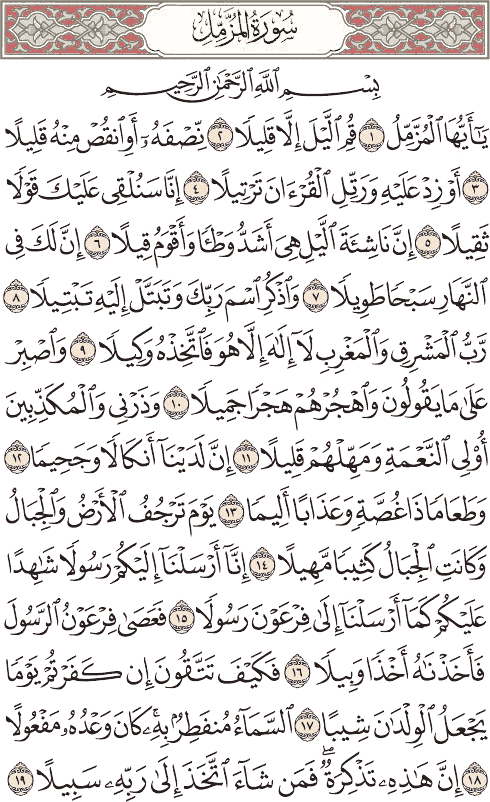 سُورَةُ المُزَّمِّلِ
بِسْمِ اللَّهِ الرَّحْمَٰنِ الرَّحِيمِ
يَٰٓأَيُّهَا ٱلْمُزَّمِّلُ ١ قُمِ ٱلَّيْلَ إِلَّا قَلِيلًا ٢ نِّصْفَهُۥٓ أَوِ ٱنقُصْ مِنْهُ قَلِيلًا
٣ أَوْ زِدْ عَلَيْهِ وَرَتِّلِ ٱلْقُرْءَانَ تَرْتِيلًا ٤ إِنَّا سَنُلْقِى عَلَيْكَ قَوْلًا
ثَقِيلًا ٥ إِنَّ نَاشِئَةَ ٱلَّيْلِ هِىَ أَشَدُّ وَطْـًٔا وَأَقْوَمُ قِيلًا ٦ إِنَّ لَكَ فِى
ٱلنَّهَارِ سَبْحًا طَوِيلًا ٧ وَٱذْكُرِ ٱسْمَ رَبِّكَ وَتَبَتَّلْ إِلَيْهِ تَبْتِيلًا ٨
رَّبُّ ٱلْمَشْرِقِ وَٱلْمَغْرِبِ لَآ إِلَٰهَ إِلَّا هُوَ فَٱتَّخِذْهُ وَكِيلًا ٩ وَٱصْبِرْ
عَلَىٰ مَا يَقُولُونَ وَٱهْجُرْهُمْ هَجْرًا جَمِيلًا ١٠ وَذَرْنِى وَٱلْمُكَذِّبِينَ
أُو۟لِى ٱلنَّعْمَةِ وَمَهِّلْهُمْ قَلِيلًا ١١ إِنَّ لَدَيْنَآ أَنكَالًا وَجَحِيمًا ١٢
وَطَعَامًا ذَا غُصَّةٍ وَعَذَابًا أَلِيمًا ١٣ يَوْمَ تَرْجُفُ ٱلْأَرْضُ وَٱلْجِبَالُ
وَكَانَتِ ٱلْجِبَالُ كَثِيبًا مَّهِيلًا ١٤ إِنَّآ أَرْسَلْنَآ إِلَيْكُمْ رَسُولًا شَٰهِدًا
عَلَيْكُمْ كَمَآ أَرْسَلْنَآ إِلَىٰ فِرْعَوْنَ رَسُولًا ١٥ فَعَصَىٰ فِرْعَوْنُ ٱلرَّسُولَ
فَأَخَذْنَٰهُ أَخْذًا وَبِيلًا ١٦ فَكَيْفَ تَتَّقُونَ إِن كَفَرْتُمْ يَوْمًا
يَجْعَلُ ٱلْوِلْدَٰنَ شِيبًا ١٧ ٱلسَّمَآءُ مُنفَطِرٌۢ بِهِۦۚ كَانَ وَعْدُهُۥ مَفْعُولًا
١٨ إِنَّ هَٰذِهِۦ تَذْكِرَةٌۖ فَمَن شَآءَ ٱتَّخَذَ إِلَىٰ رَبِّهِۦ سَبِيلًا ١٩